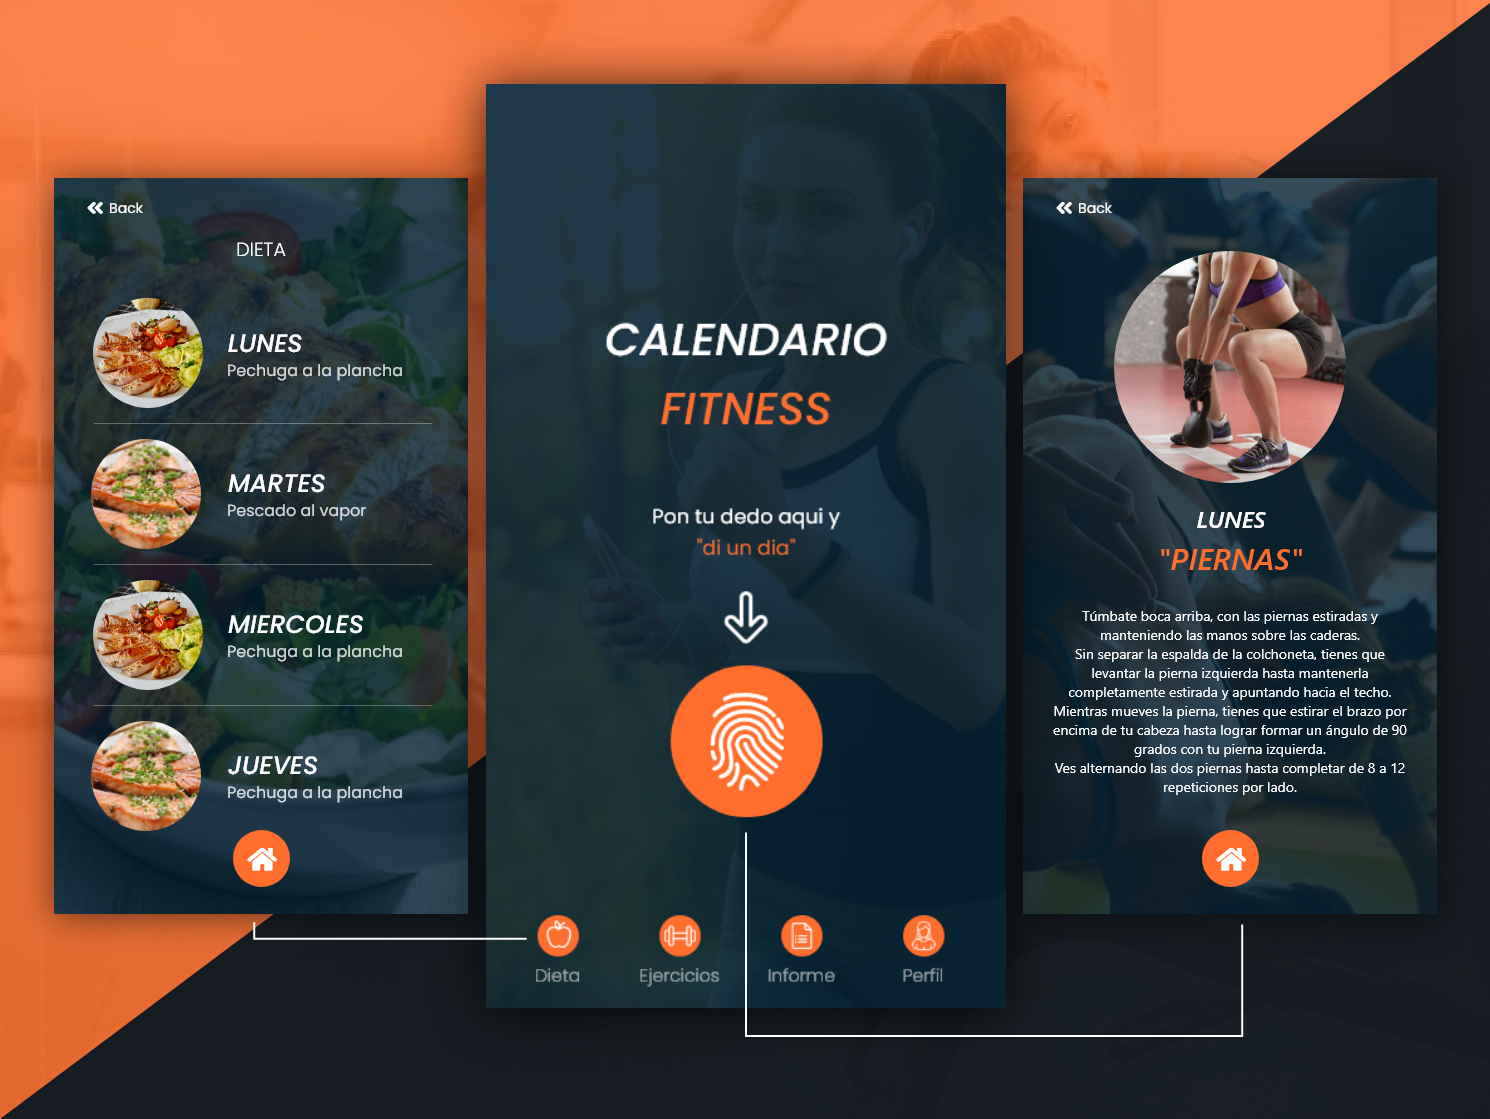 Back
DIETA
LUNES
Pechuga a la plancha
MARTES
Pescado al vapor
MIERCOLES
Pechuga a la plancha
JUEVES
Pechuga a la plancha
CALENDARIO
FITNESS
Pon tu dedo aqui y
"di un dia"
Dieta
Ejercicios
Informe
Perfil
Back
LUNES
"PIERNAS"
Túmbate boca arriba, con las piernas estiradas y
manteniendo las manos sobre las caderas.
Sin separar la espalda de la colchoneta, tienes que
levantar la pierna izquierda hasta mantenerla
completamente estirada y apuntando hacia el techo.
Mientras mueves la pierna, tienes que estirar el brazo por
encima de tu cabeza hasta lograr formar un ángulo de 90
grados con tu pierna izquierda.
Ves alternando las dos piernas hasta completar de 8 a 12
repeticiones por lado.